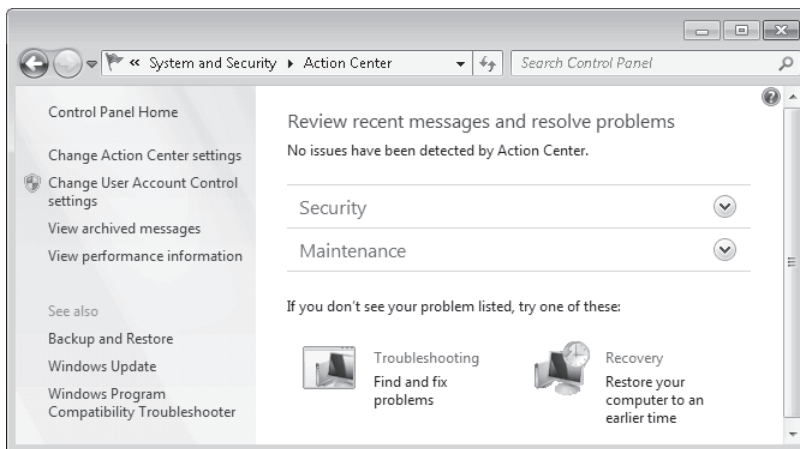 « System and Security ▸ Action Center
Search Control Panel
Control Panel Home
Change Action Center settings
Change User Account Control
settings
View archived messages
View performance information
See also
Backup and Restore
Windows Update
Windows Program
Compatibility Troubleshooter
Review recent messages and resolve problems
No issues have been detected by Action Center.
Security
Maintenance
If you don't see your problem listed, try one of these:
Troubleshooting
Find and fix
problems
Recovery
Restore your
computer to an
earlier time